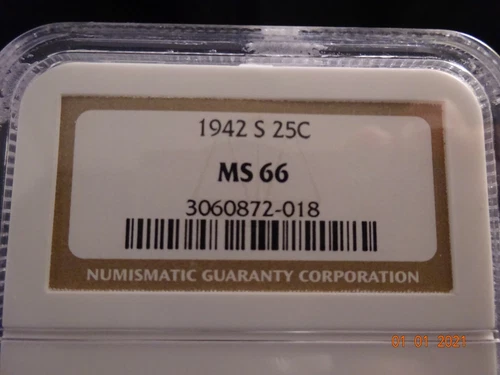 1942 S 25C
MS 66
3060872-018
NUMISMATIC GUARANTY CORPORATION
01 01 2021